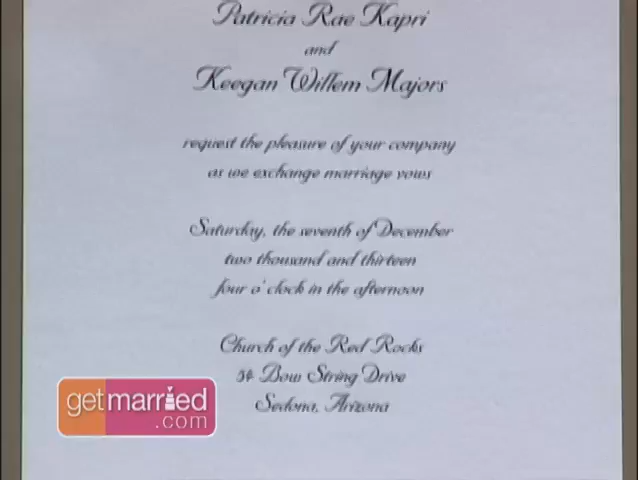 Patricia Rae Kapri
and
Keegan Willem Majors
request the pleasure of your company
as we exchange marriage vows
Saturday, the seventh of December
two thousand and thirteen
four o'clock in the afternoon
Church of the Red Rocks
54 Bow String Drive
Sedona, Arizona
getmarried
.com